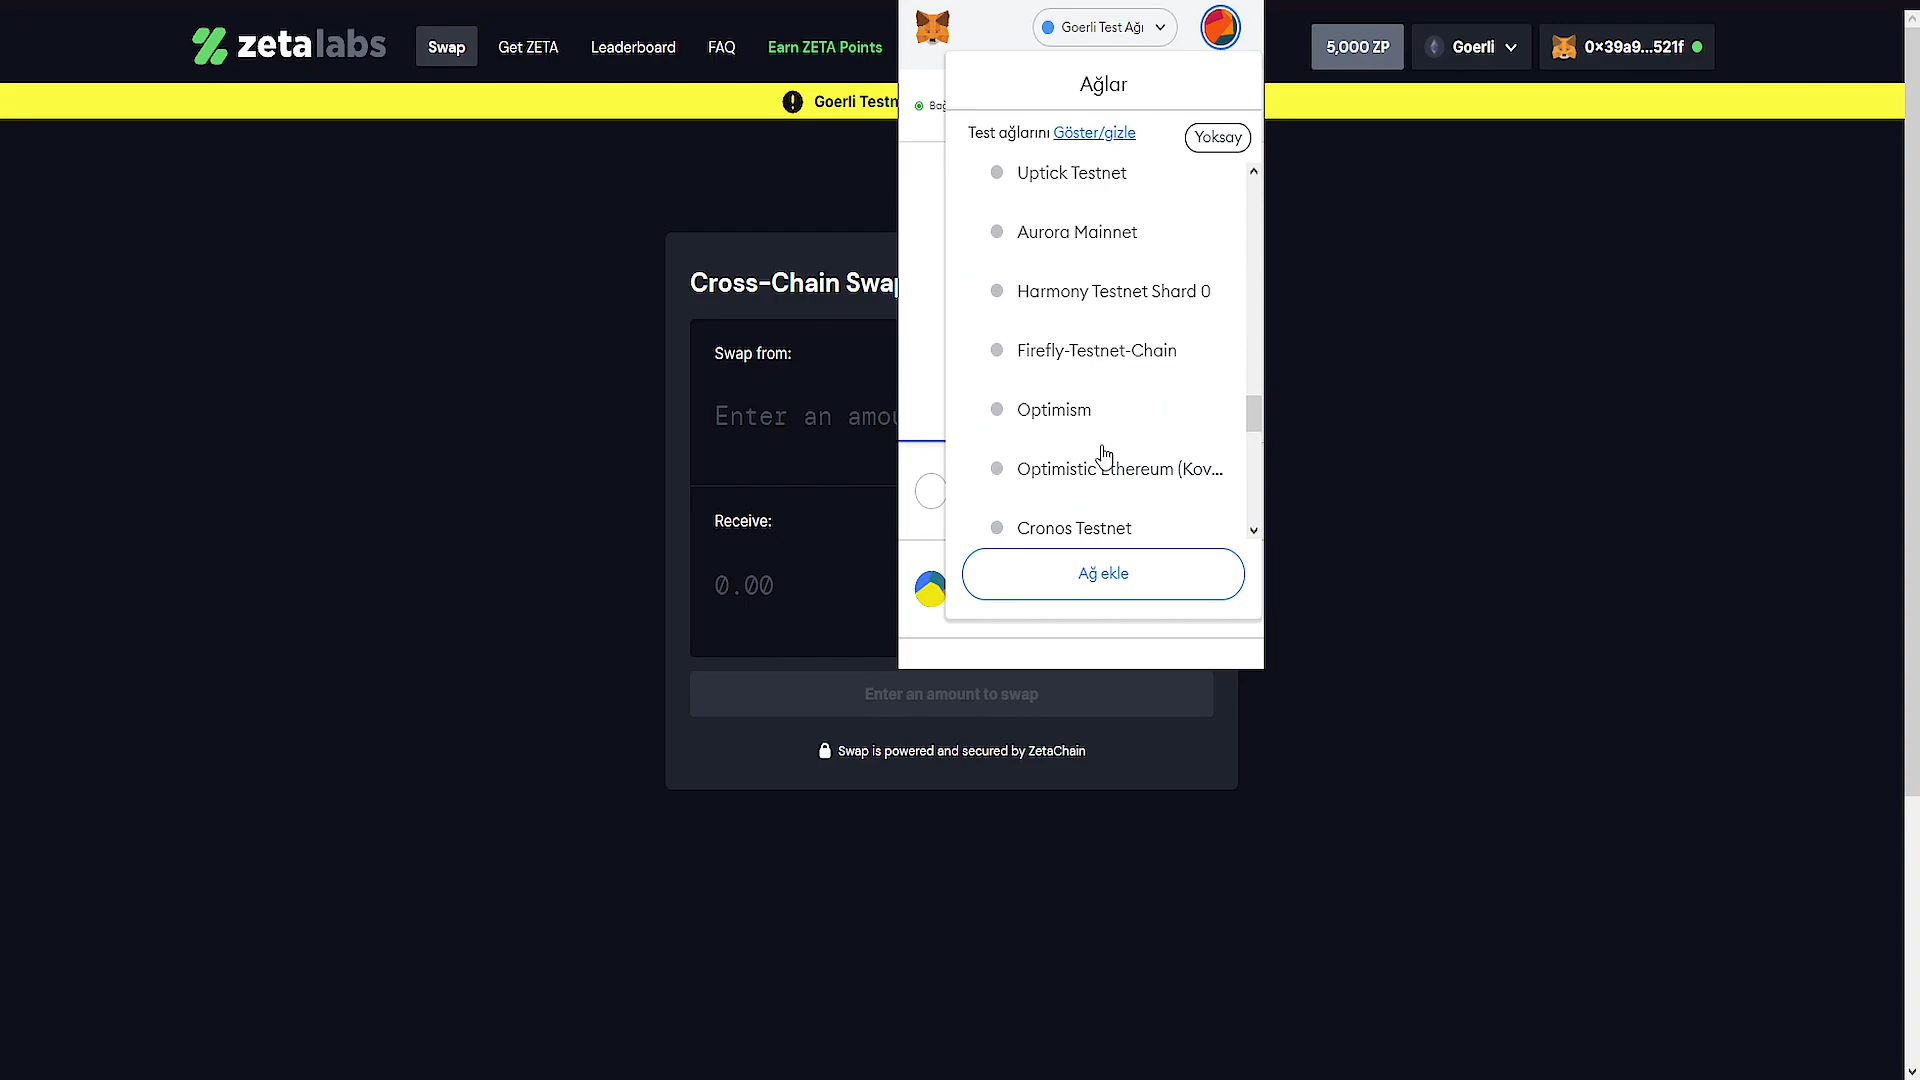 zetalabs
Swap
Get ZETA
Leaderboard
FAQ
Earn ZETA Points
Goerli Test Ağı
5,000 ZP
Goerli
0x39a9...521f
Goerli Testn
Bağ
Ağlar
Test ağlarını Göster/gizle
Yoksay
Uptick Testnet
Aurora Mainnet
Harmony Testnet Shard 0
Firefly-Testnet-Chain
Optimism
Optimistic Ethereum (Kov...
Cronos Testnet
Ağ ekle
Cross-Chain Swap
Swap from:
Enter an amou
Receive:
0.00
Enter an amount to swap
Swap is powered and secured by ZetaChain